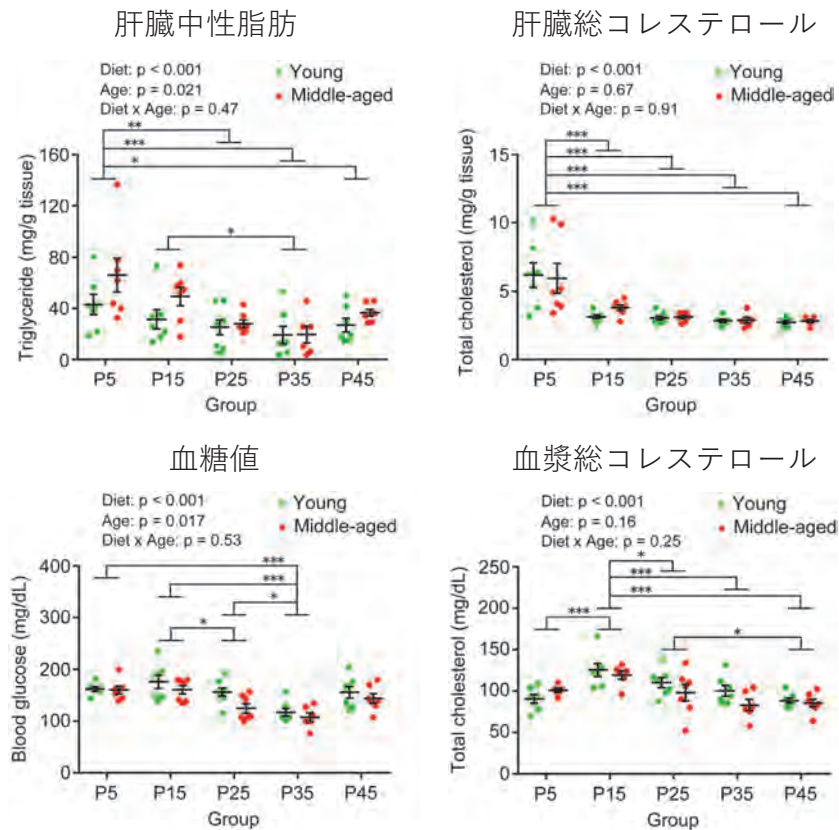 肝臓中性脂肪
Diet: p < 0.001
Age: p = 0.021
Diet x Age: p = 0.47
Young
Middle-aged
**
***
*
*
Triglyceride (mg/g tissue)
160
120
80
40
0
P5 P15 P25 P35 P45
Group
肝臓総コレステロール
Diet: p < 0.001
Age: p = 0.67
Diet x Age: p = 0.91
Young
Middle-aged
***
***
***
***
Total cholesterol (mg/g tissue)
15
10
5
0
P5 P15 P25 P35 P45
Group
血糖値
Diet: p < 0.001
Age: p = 0.017
Diet x Age: p = 0.53
Young
Middle-aged
***
***
*
*
Blood glucose (mg/dL)
400
300
200
100
0
P5 P15 P25 P35 P45
Group
血漿総コレステロール
Diet: p < 0.001
Age: p = 0.16
Diet x Age: p = 0.25
Young
Middle-aged
*
***
***
***
*
Total cholesterol (mg/dL)
250
200
150
100
50
0
P5 P15 P25 P35 P45
Group